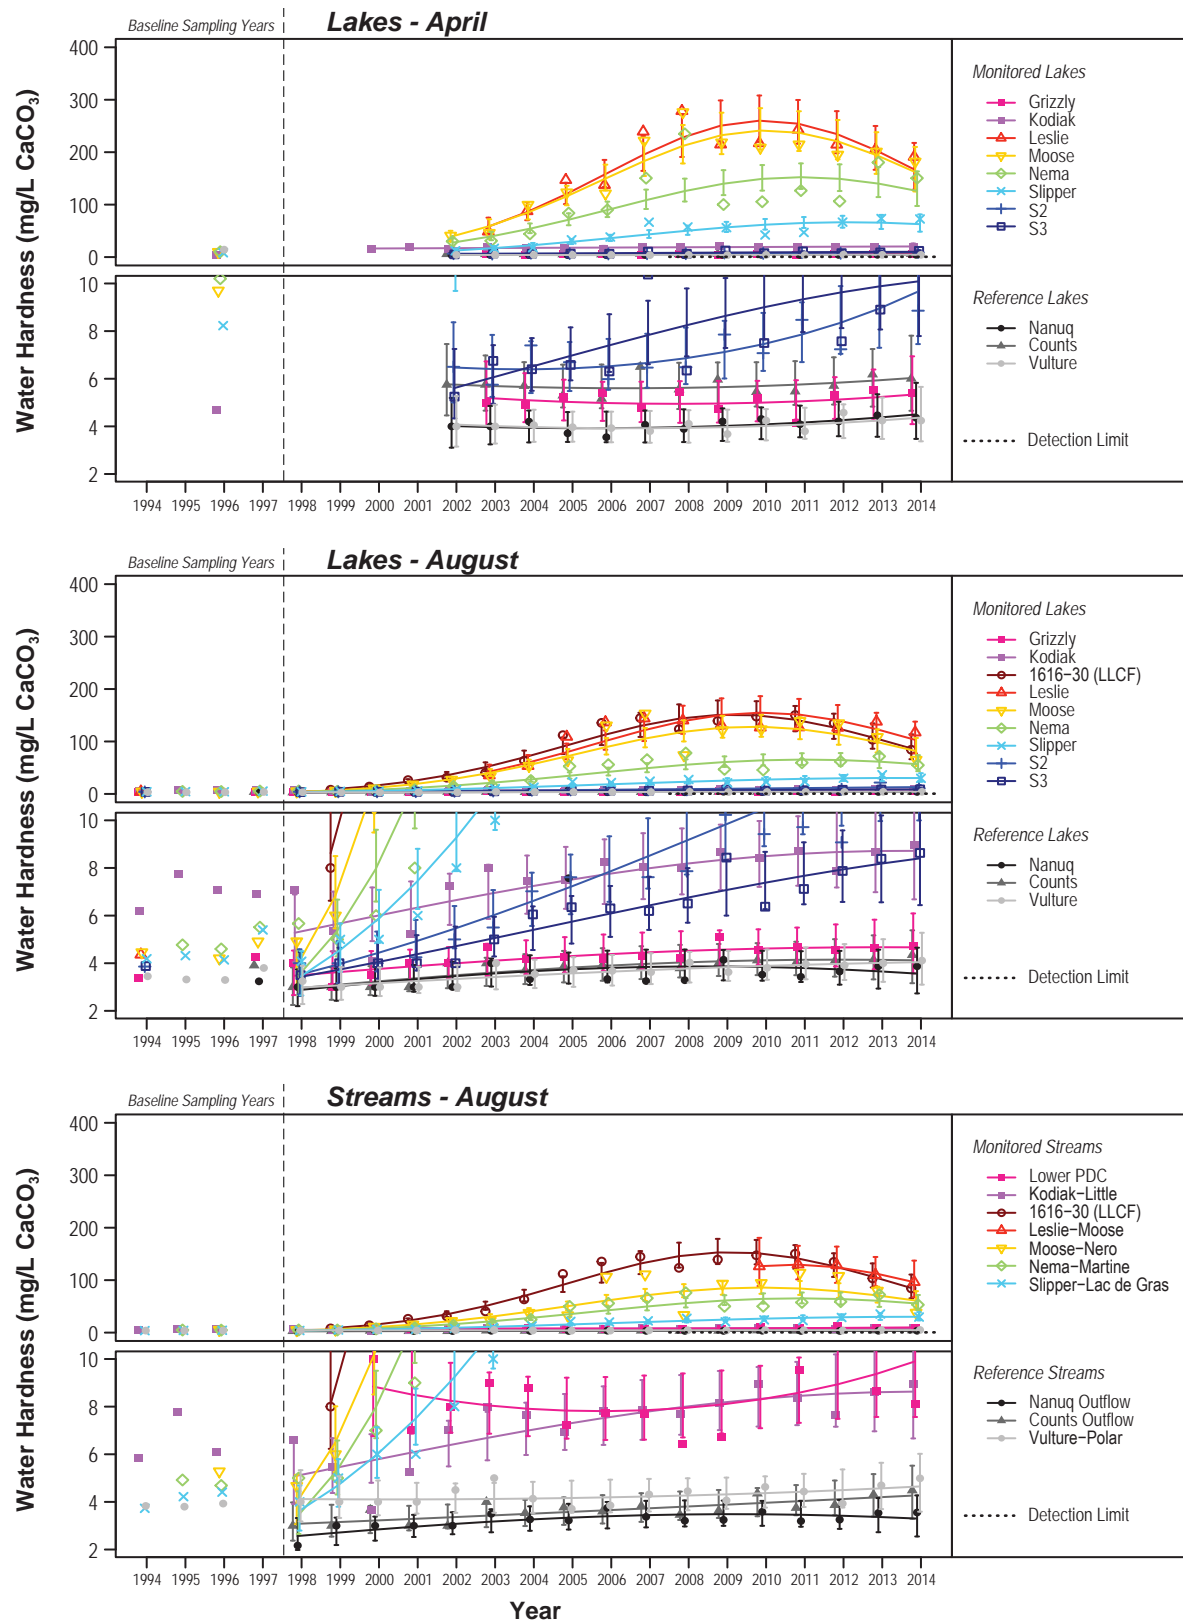 Baseline Sampling Years
Lakes - April
400
300
200
100
0
10
8
6
4
2
Water Hardness (mg/L CaCO3)
1994 1995 1996 1997 1998 1999 2000 2001 2002 2003 2004 2005 2006 2007 2008 2009 2010 2011 2012 2013 2014
Monitored Lakes
Grizzly
Kodiak
Leslie
Moose
Nema
Slipper
S2
S3
Reference Lakes
Nanuq
Counts
Vulture
Detection Limit
Baseline Sampling Years
Lakes - August
400
300
200
100
0
10
8
6
4
2
Water Hardness (mg/L CaCO3)
1994 1995 1996 1997 1998 1999 2000 2001 2002 2003 2004 2005 2006 2007 2008 2009 2010 2011 2012 2013 2014
Monitored Lakes
Grizzly
Kodiak
1616−30 (LLCF)
Leslie
Moose
Nema
Slipper
S2
S3
Reference Lakes
Nanuq
Counts
Vulture
Detection Limit
Baseline Sampling Years
Streams - August
400
300
200
100
0
10
8
6
4
2
Water Hardness (mg/L CaCO3)
1994 1995 1996 1997 1998 1999 2000 2001 2002 2003 2004 2005 2006 2007 2008 2009 2010 2011 2012 2013 2014
Year
Monitored Streams
Lower PDC
Kodiak−Little
1616−30 (LLCF)
Leslie−Moose
Moose−Nero
Nema−Martine
Slipper−Lac de Gras
Reference Streams
Nanuq Outflow
Counts Outflow
Vulture−Polar
Detection Limit